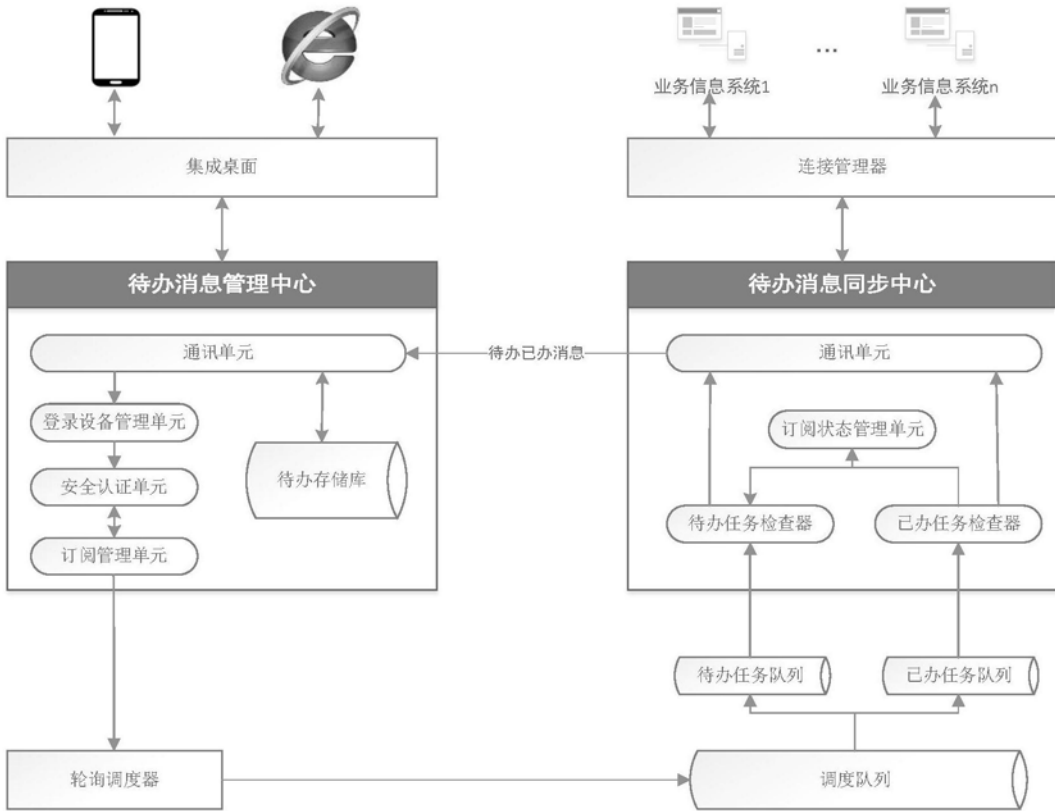 业务信息系统1
...
业务信息系统n
集成桌面
连接管理器
待办消息管理中心
待办消息同步中心
通讯单元
待办已办消息
通讯单元
登录设备管理单元
订阅状态管理单元
待办存储库
安全认证单元
待办任务检查器
已办任务检查器
订阅管理单元
待办任务队列
已办任务队列
轮询调度器
调度队列